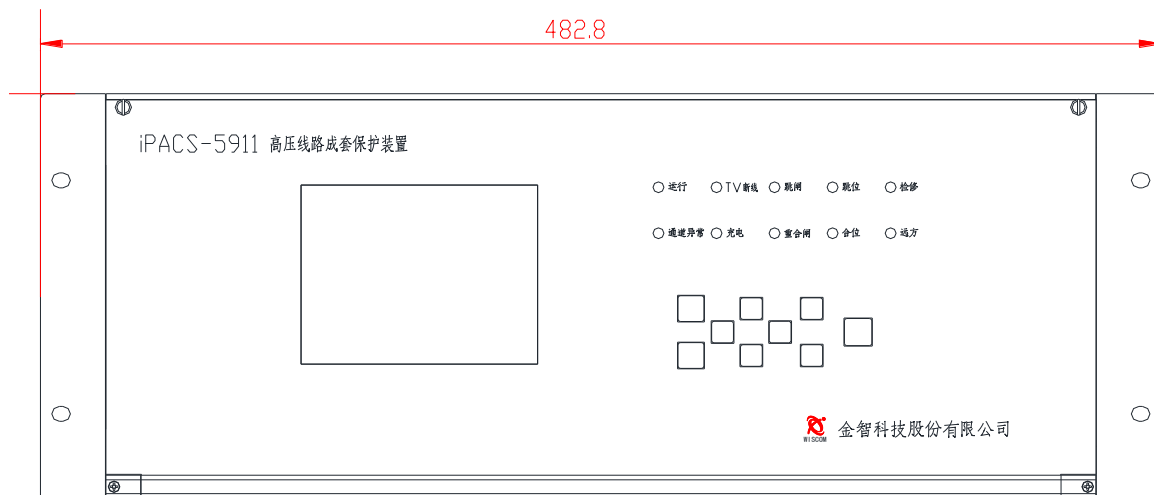 482.8
iPACS-5911 高压线路成套保护装置
运行 TV断线 跳闸 跳位 检修
通道异常 充电 重合闸 合位 远方
WISCOM 金智科技股份有限公司